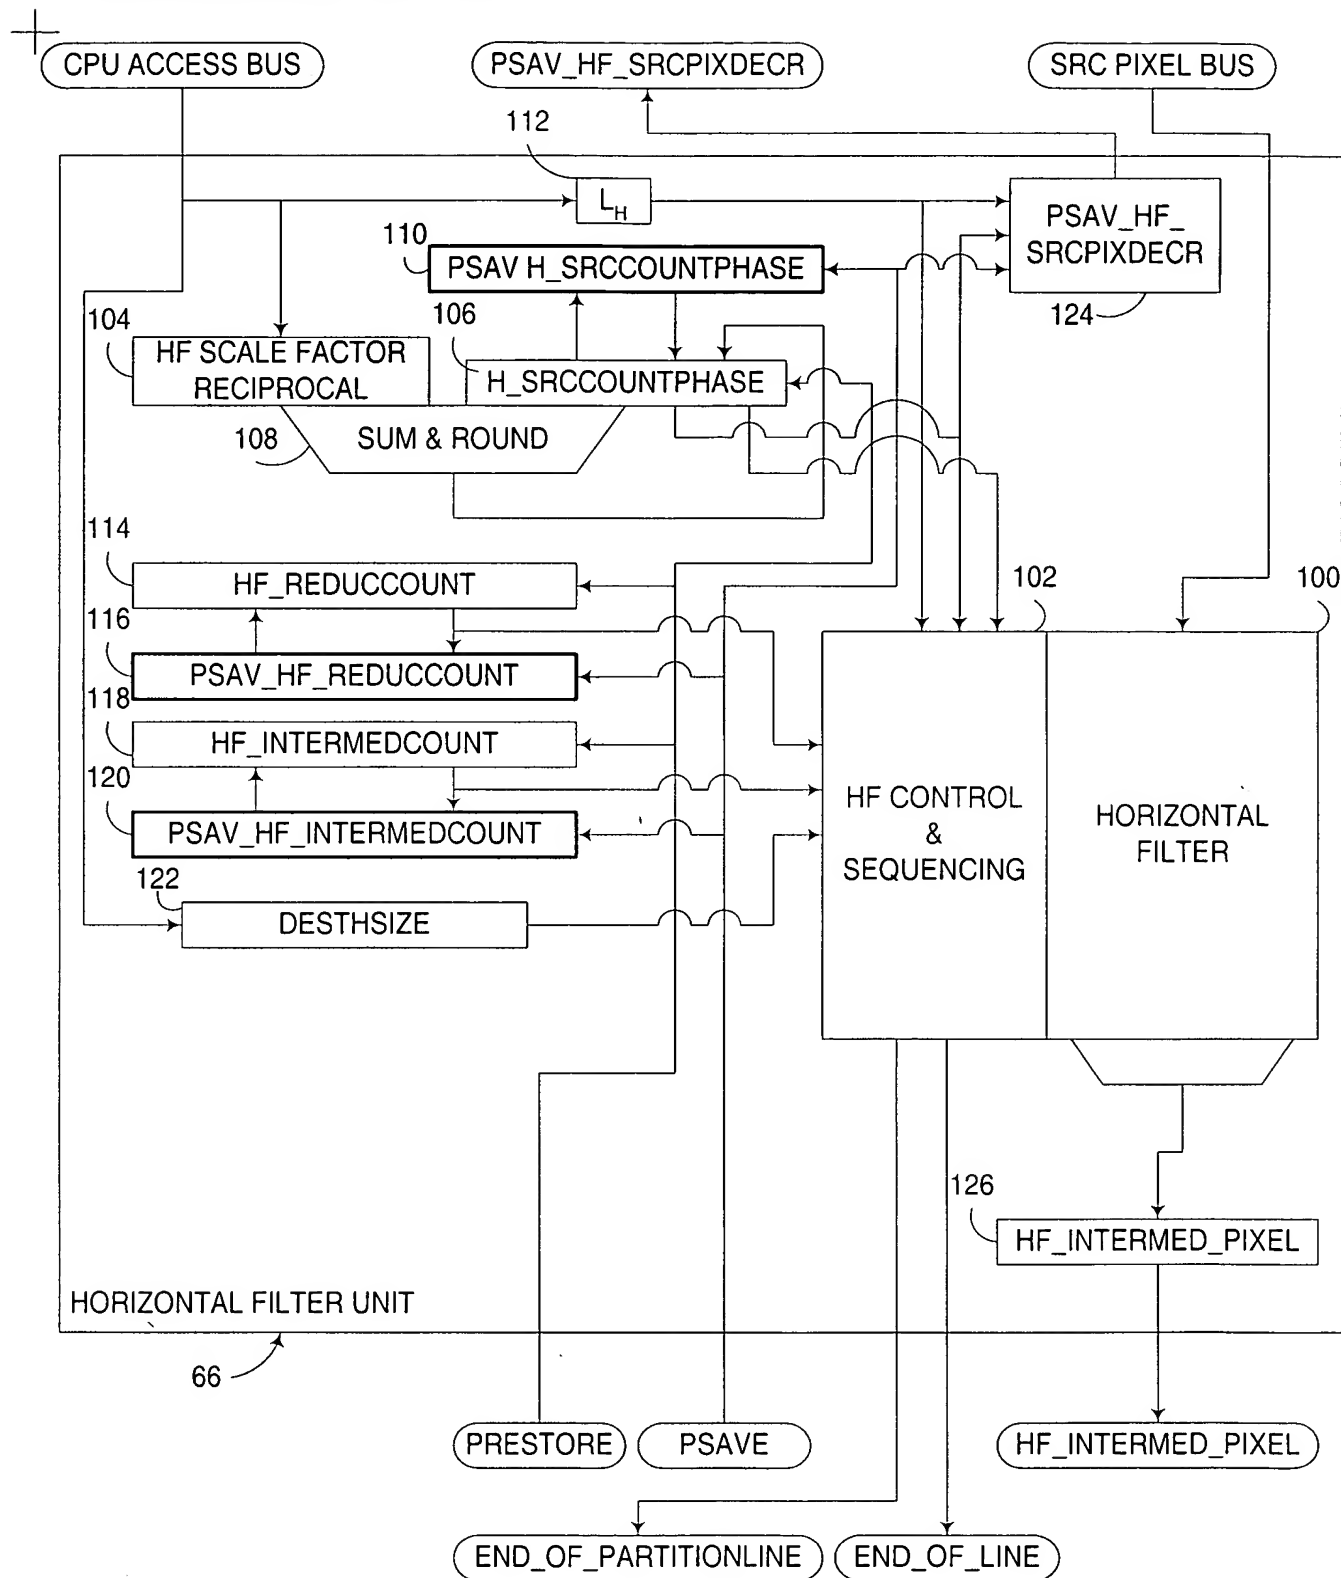 CPU ACCESS BUS
PSAV_HF_SRCPIXDECR
SRC PIXEL BUS
112
L_H
PSAV_HF_
SRCPIXDECR
124
110
PSAV H_SRCCOUNTPHASE
104
HF SCALE FACTOR
RECIPROCAL
106
H_SRCCOUNTPHASE
108
SUM & ROUND
114
HF_REDUCCOUNT
116
PSAV_HF_REDUCCOUNT
118
HF_INTERMEDCOUNT
120
PSAV_HF_INTERMEDCOUNT
122
DESTHSIZE
102
100
HF CONTROL
&
SEQUENCING
HORIZONTAL
FILTER
126
HF_INTERMED_PIXEL
HORIZONTAL FILTER UNIT
66
PRESTORE
PSAVE
HF_INTERMED_PIXEL
END_OF_PARTITIONLINE
END_OF_LINE